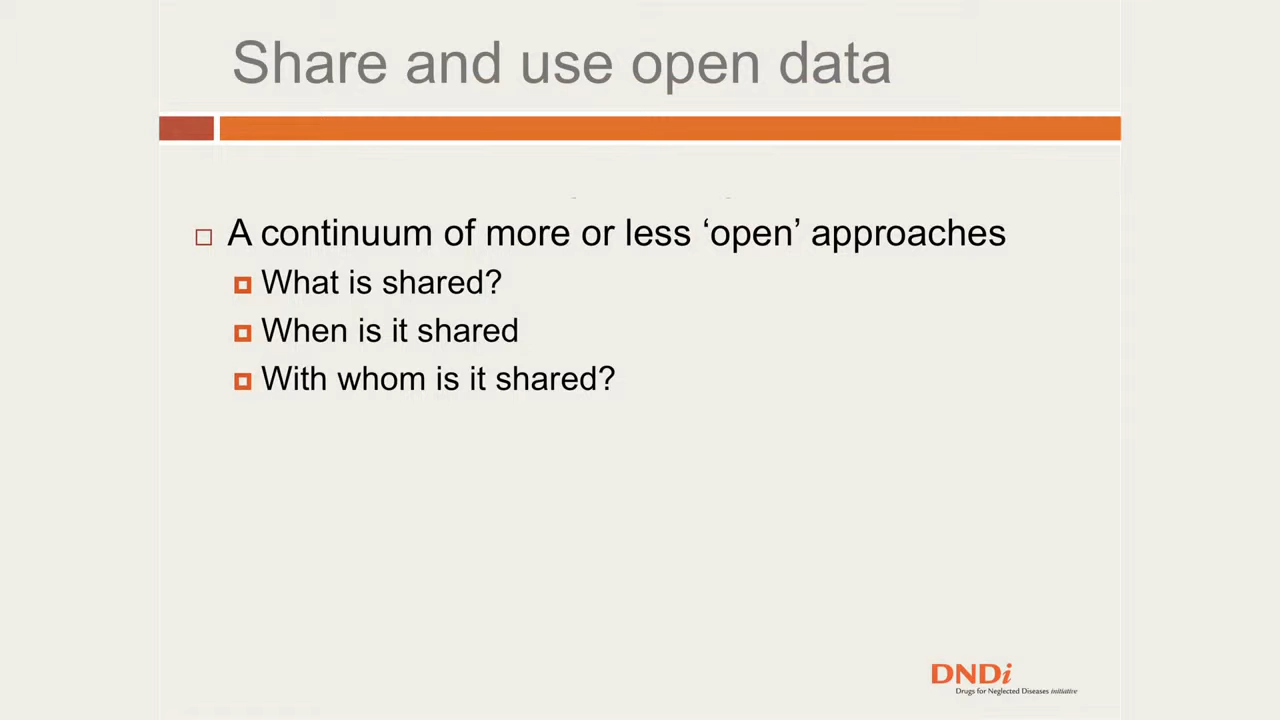 Share and use open data
A continuum of more or less ‘open’ approaches
What is shared?
When is it shared
With whom is it shared?
DNDi
Drugs for Neglected Diseases initiative